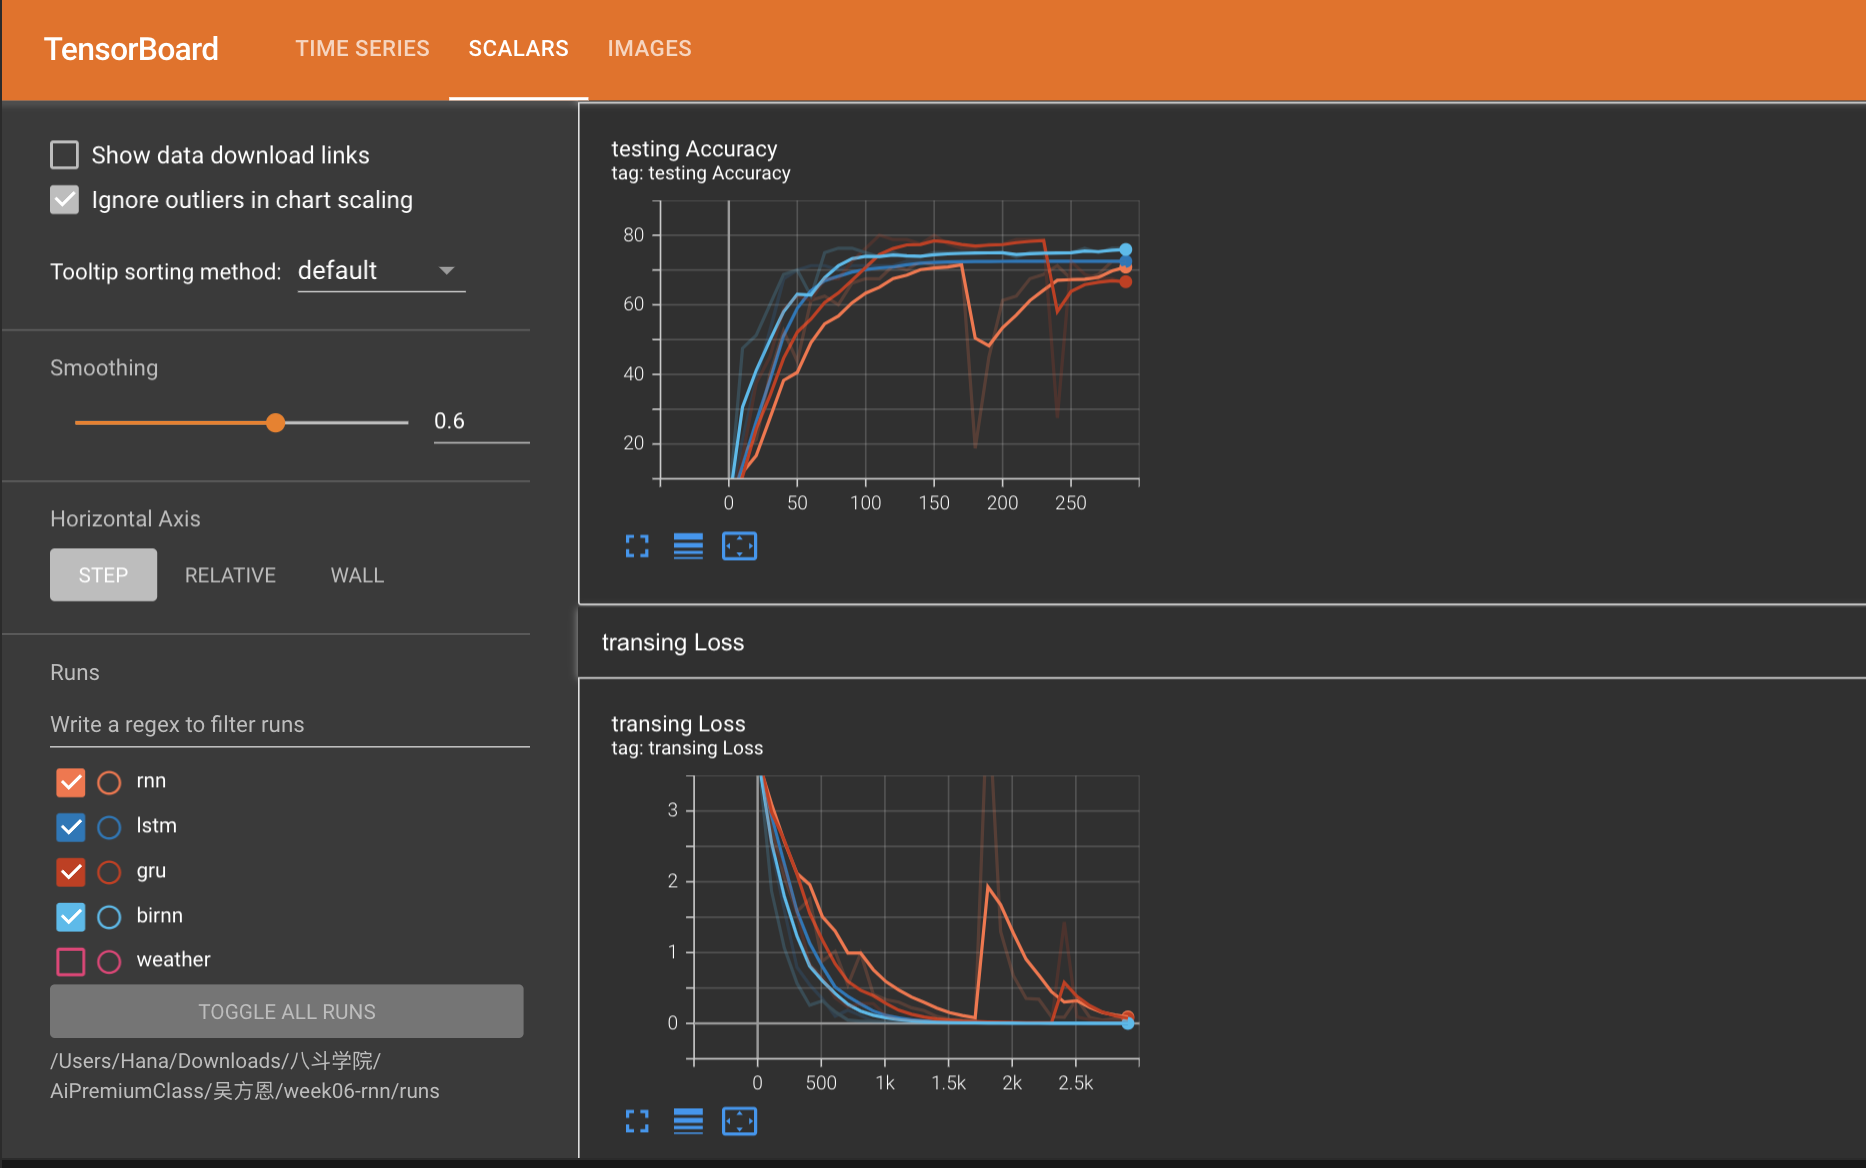 TensorBoard
TIME SERIES
SCALARS
IMAGES
Show data download links
Ignore outliers in chart scaling
Tooltip sorting method: default
Smoothing
0.6
Horizontal Axis
STEP
RELATIVE
WALL
Runs
Write a regex to filter runs
rnn
lstm
gru
birnn
weather
TOGGLE ALL RUNS
/Users/Hana/Downloads/八斗学院/
AiPremiumClass/吴方恩/week06-rnn/runs
testing Accuracy
tag: testing Accuracy
80
60
40
20
0 50 100 150 200 250
transing Loss
transing Loss
tag: transing Loss
3
2
1
0
0 500 1k 1.5k 2k 2.5k